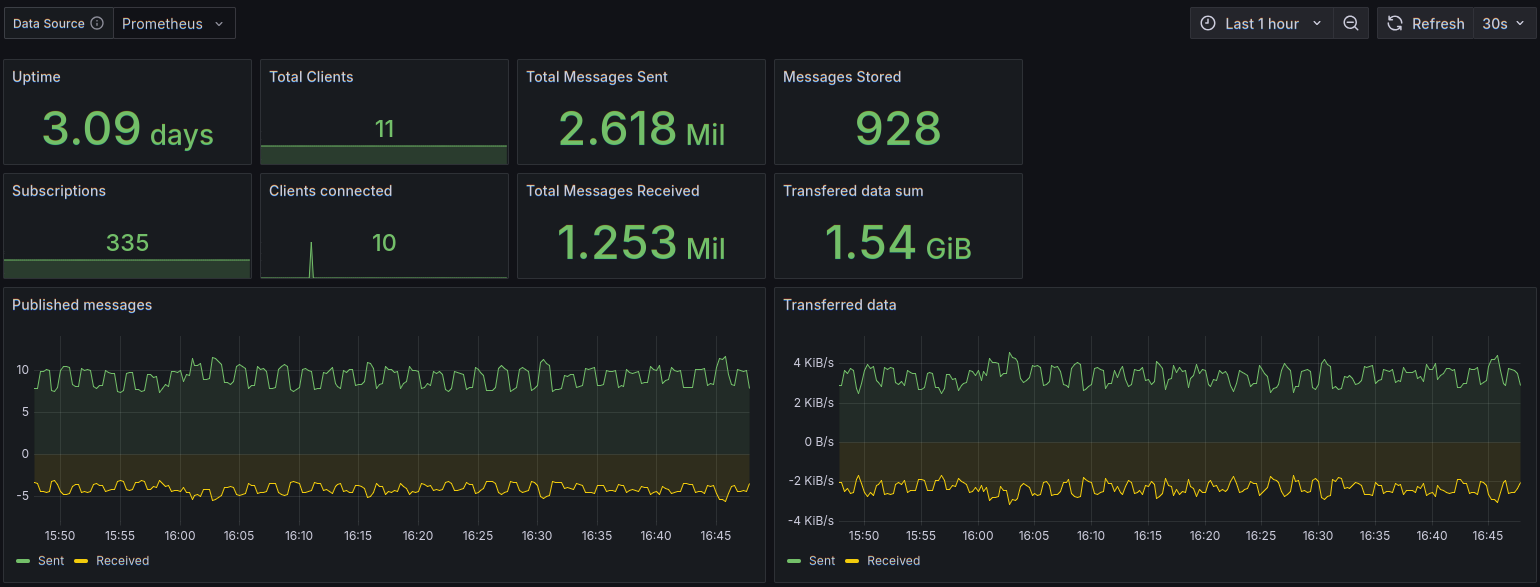 Data Source Prometheus Last 1 hour Refresh 30s
Uptime Total Clients Total Messages Sent Messages Stored
3.09 days 11 2.618 Mil 928
Subscriptions Clients connected Total Messages Received Transfered data sum
335 10 1.253 Mil 1.54 GiB
Published messages
10
5
0
-5
15:50 15:55 16:00 16:05 16:10 16:15 16:20 16:25 16:30 16:35 16:40 16:45
Sent Received
Transferred data
4 KiB/s
2 KiB/s
0 B/s
-2 KiB/s
-4 KiB/s
15:50 15:55 16:00 16:05 16:10 16:15 16:20 16:25 16:30 16:35 16:40 16:45
Sent Received